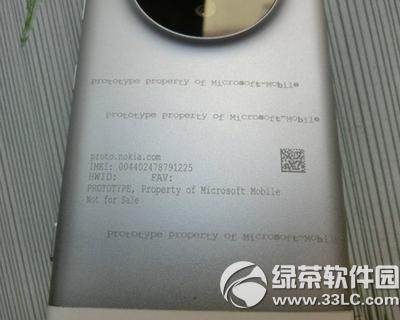 prototype property of Microsoft-Mobile
prototype property of Microsoft-Mobile
proto.nokia.com
IMEI: 004402478791225
HWID: FAV:
PROTOTYPE, Property of Microsoft Mobile
Not for Sale
prototype property of Microsoft-Mobile
绿茶软件园
www.33LC.com